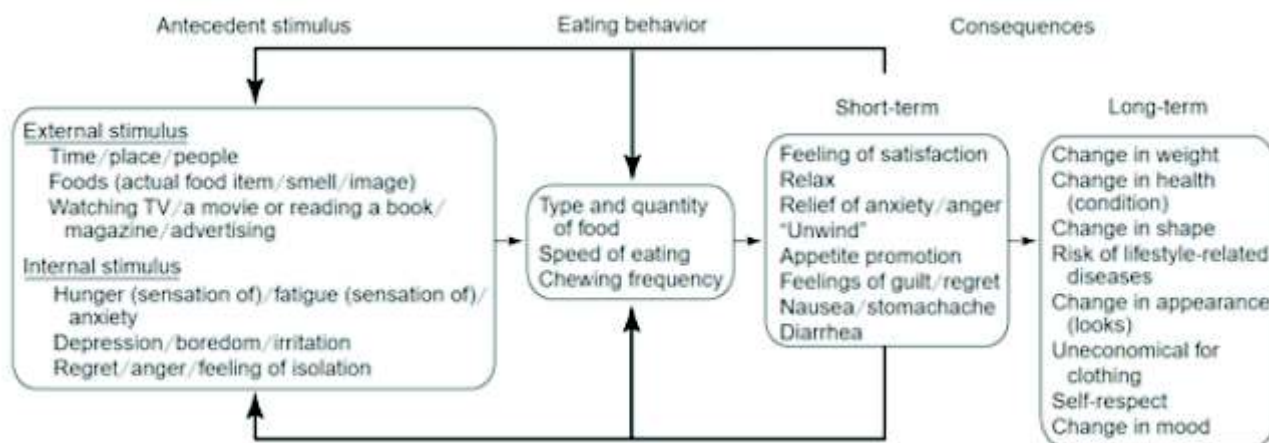 Antecedent stimulus
Eating behavior
Consequences
Short-term
Long-term
External stimulus
Time/place/people
Foods (actual food item/smell/image)
Watching TV/a movie or reading a book/
magazine/advertising
Internal stimulus
Hunger (sensation of)/fatigue (sensation of)/
anxiety
Depression/boredom/irritation
Regret/anger/feeling of isolation
Type and quantity
of food
Speed of eating
Chewing frequency
Feeling of satisfaction
Relax
Relief of anxiety/anger
"Unwind"
Appetite promotion
Feelings of guilt/regret
Nausea/stomachache
Diarrhea
Change in weight
Change in health
(condition)
Change in shape
Risk of lifestyle-related
diseases
Change in appearance
(looks)
Uneconomical for
clothing
Self-respect
Change in mood